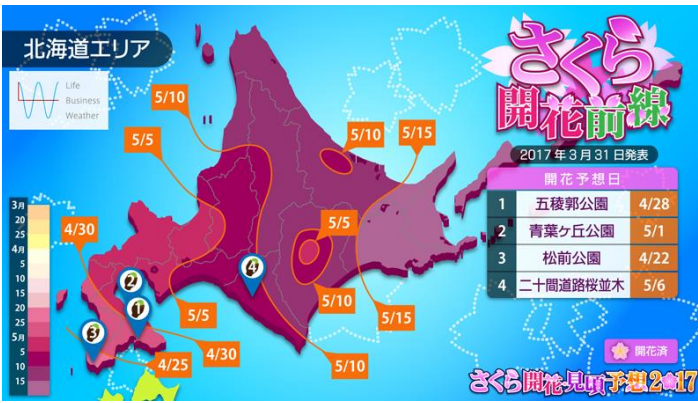 北海道エリア
Life
Business
Weather
さくら
開花前線
2017年3月31日発表
開花予想日
1 五稜郭公園 4/28
2 青葉ヶ丘公園 5/1
3 松前公園 4/22
4 二十間道路桜並木 5/6
5/10
5/10
5/15
5/5
5/5
4/30
4
2
1
3
5/5
5/10
5/15
4/30
4/25
5/10
3月
20
25
4月
5
10
15
20
25
5月
5
10
15
開花済
さくら開花・見頃予想2017